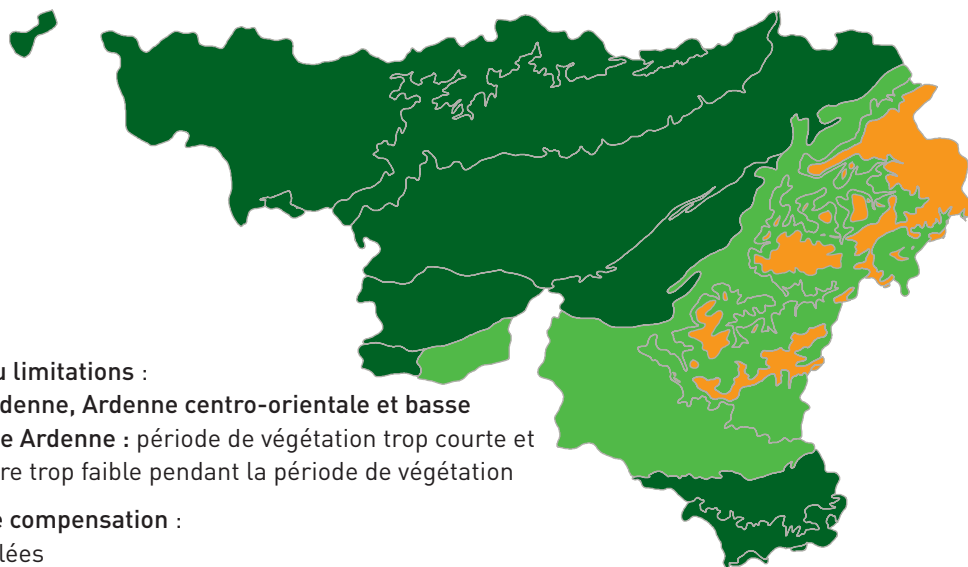 u limitations :
denne, Ardenne centro-orientale et basse
e Ardenne : période de végétation trop courte et
re trop faible pendant la période de végétation
e compensation :
lées